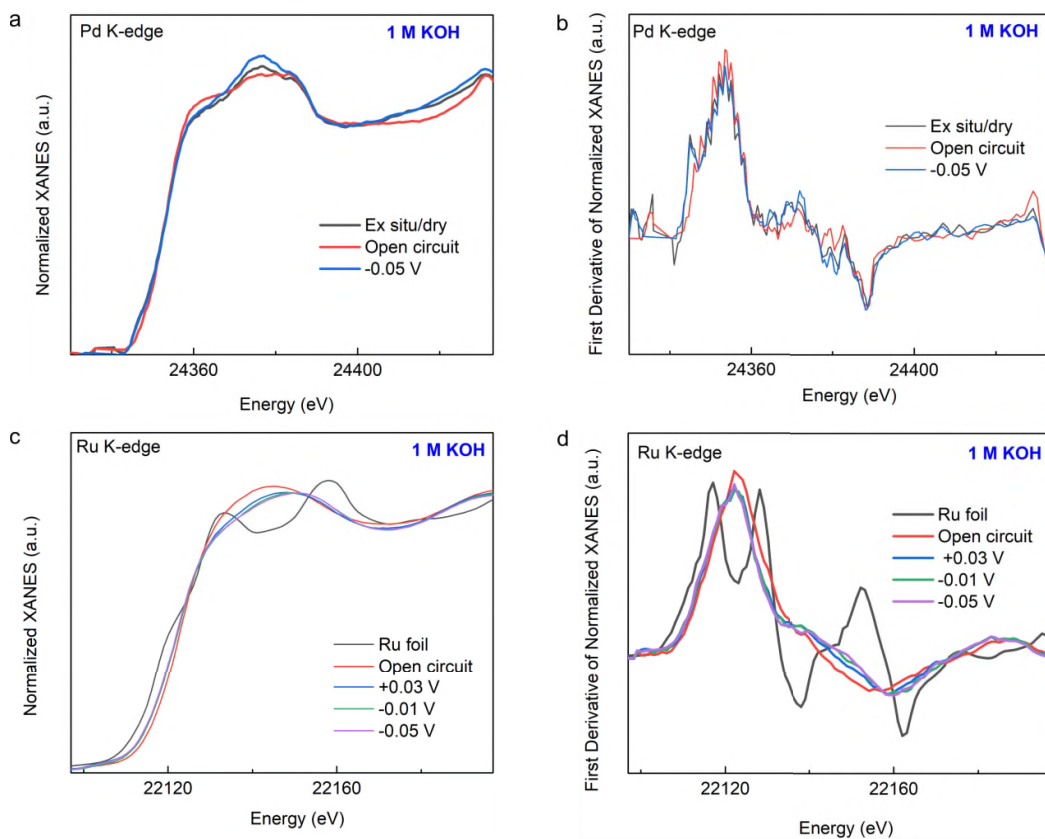 a
Pd K-edge
1 M KOH
Normalized XANES (a.u.)
Ex situ/dry
Open circuit
-0.05 V
24360
24400
Energy (eV)
b
Pd K-edge
1 M KOH
First Derivative of Normalized XANES (a.u.)
Ex situ/dry
Open circuit
-0.05 V
24360
24400
Energy (eV)
c
Ru K-edge
1 M KOH
Normalized XANES (a.u.)
Ru foil
Open circuit
+0.03 V
-0.01 V
-0.05 V
22120
22160
Energy (eV)
d
Ru K-edge
1 M KOH
First Derivative of Normalized XANES (a.u.)
Ru foil
Open circuit
+0.03 V
-0.01 V
-0.05 V
22120
22160
Energy (eV)